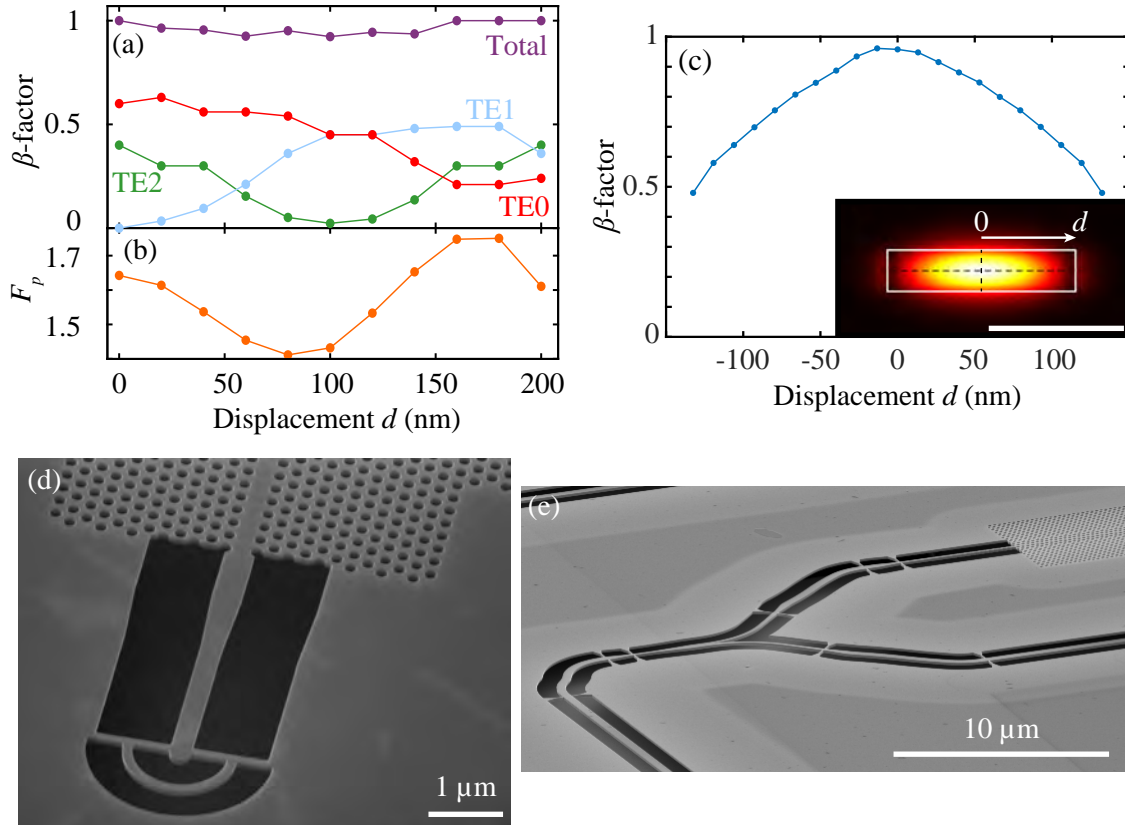 (a)
1
0.5
0
β-factor
Total
TE1
TE2
TE0
(b)
1.7
1.5
Fp
0
50
100
150
200
Displacement d (nm)
(c)
1
0.5
0
β-factor
0
d
-100
-50
0
50
100
Displacement d (nm)
(d)
1 µm
(e)
10 µm